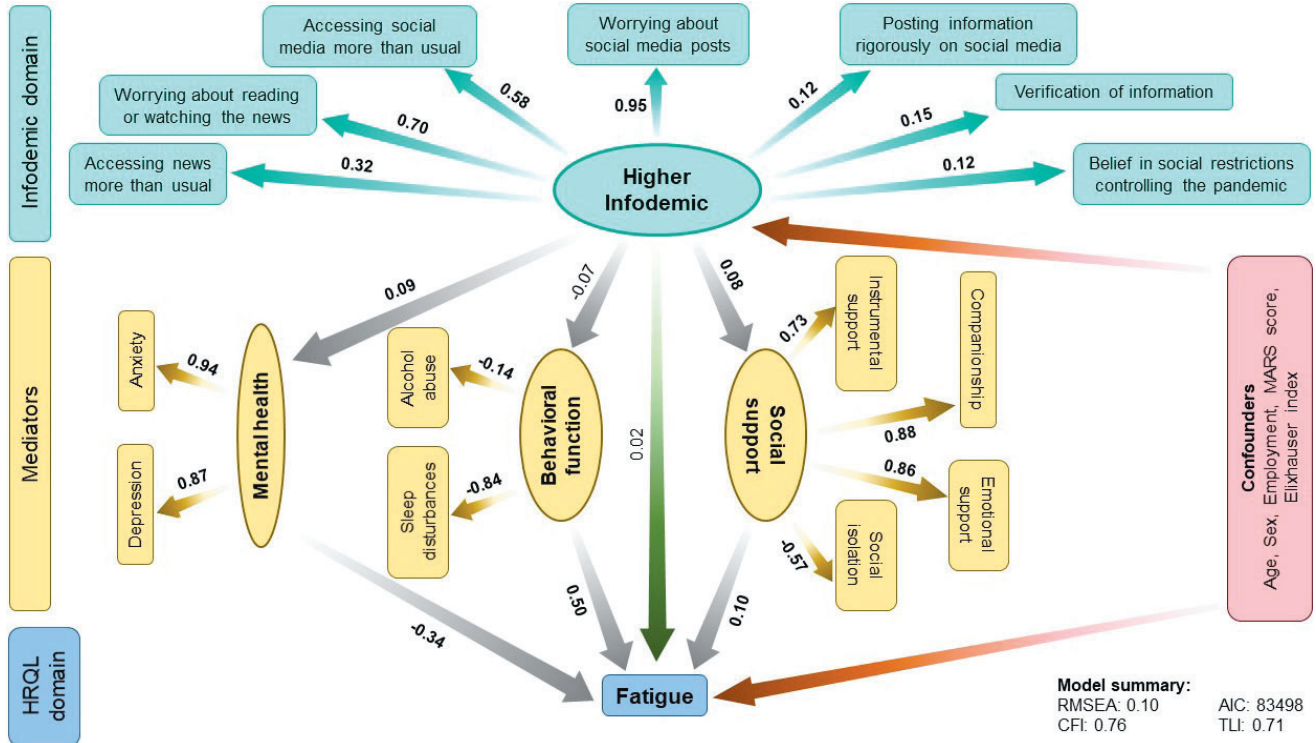 Infodemic domain
Accessing social
media more than usual
Worrying about
social media posts
Posting information
rigorously on social media
Worrying about reading
or watching the news
Verification of information
Accessing news
more than usual
Belief in social restrictions
controlling the pandemic
0.58
0.95
0.12
0.70
0.15
0.32
0.12
Higher
Infodemic
Mediators
0.09
-0.07
0.08
0.02
Anxiety
0.94
Depression
0.87
Mental health
Alcohol
abuse
-0.14
Sleep
disturbances
-0.84
Behavioral
function
Social
support
0.73
Instrumental
support
Companionship
0.88
0.86
Emotional
support
-0.57
Social
isolation
Confounders
Age, Sex, Employment, MARS score,
Elixhauser index
-0.34
0.50
0.10
HRQL
domain
Fatigue
Model summary:
RMSEA: 0.10 AIC: 83498
CFI: 0.76 TLI: 0.71